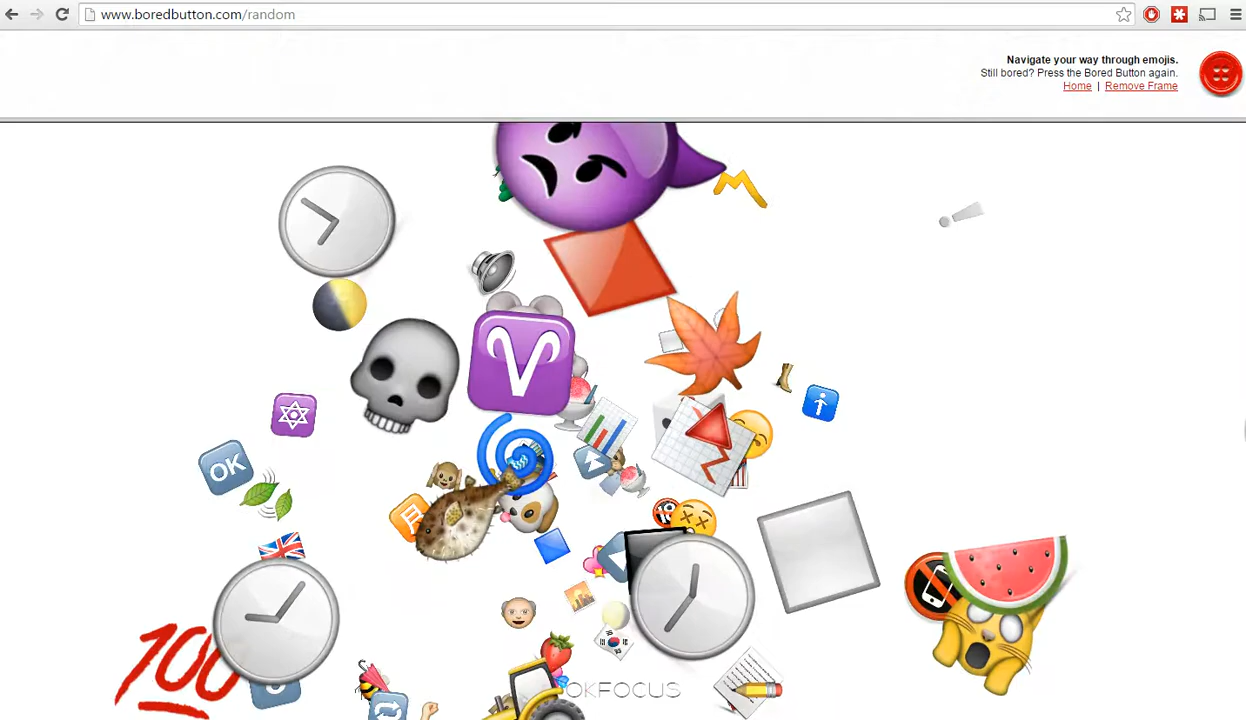 www.boredbutton.com/random
Navigate your way through emojis.
Still bored? Press the Bored Button again.
Home | Remove Frame
OK
月
100
OKFOCUS